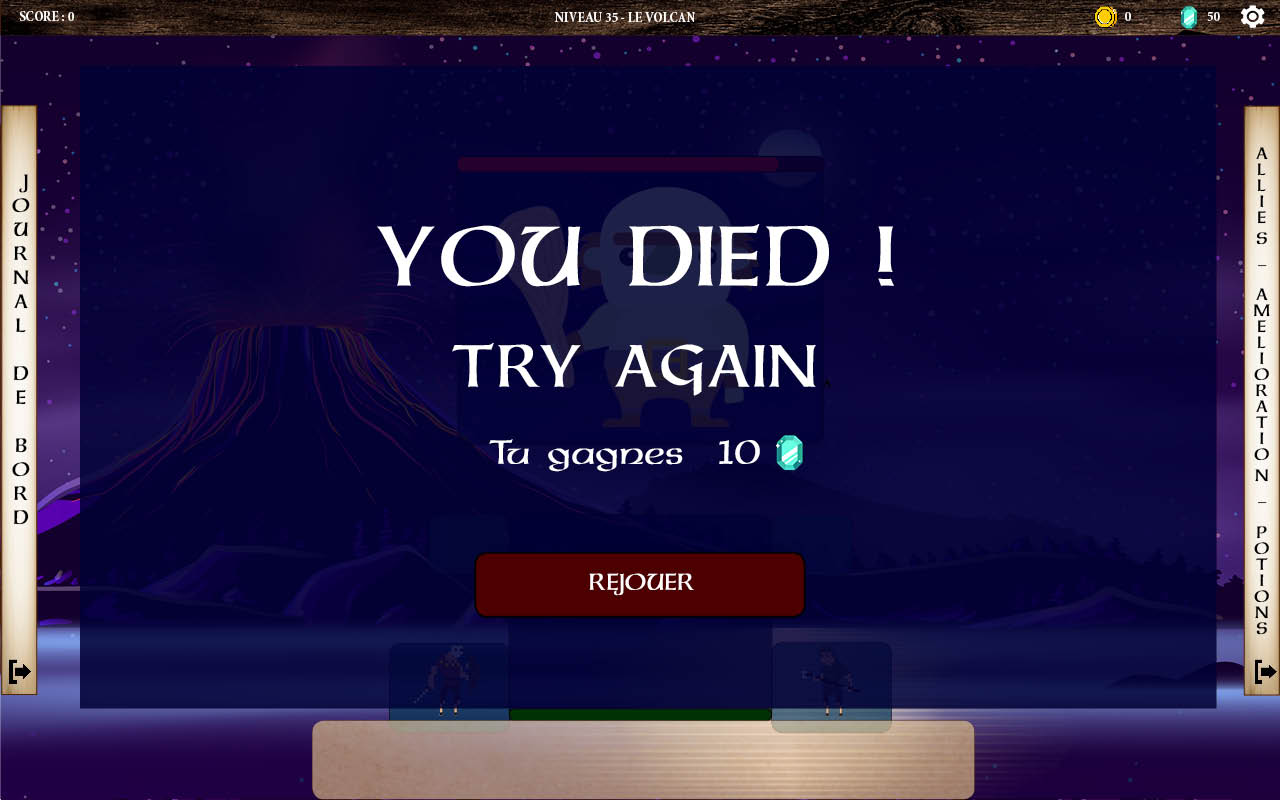 SCORE : 0
NIVEAU 35 - LE VOLCAN
0
50
JOURNAL DE BORD
YOU DIED !
TRY AGAIN
Tu gagnes 10
REJOUER
ALLIES - AMELIORATION - POTIONS